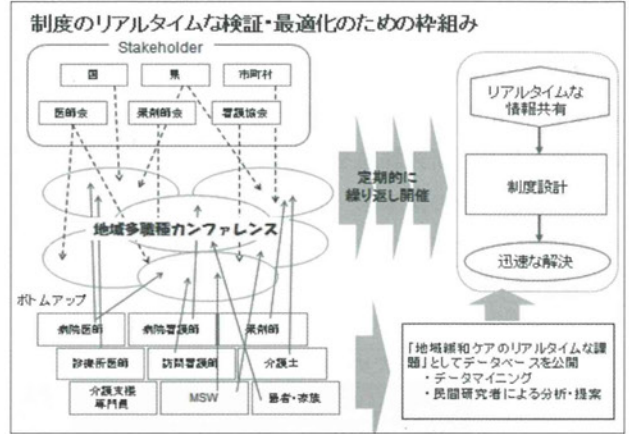 制度のリアルタイムな検証・最適化のための枠組み
Stakeholder
国
県
市町村
医師会
薬剤師会
看護協会
地域多職種カンファレンス
ボトムアップ
病院医師
病院看護師
薬剤師
診療所医師
訪問看護師
介護士
介護支援
専門員
MSW
患者・家族
定期的に
繰り返し開催
リアルタイムな
情報共有
制度設計
迅速な解決
「地域緩和ケアのリアルタイムな課
題」としてデータベースを公開
・データマイニング
・民間研究者による分析・提案